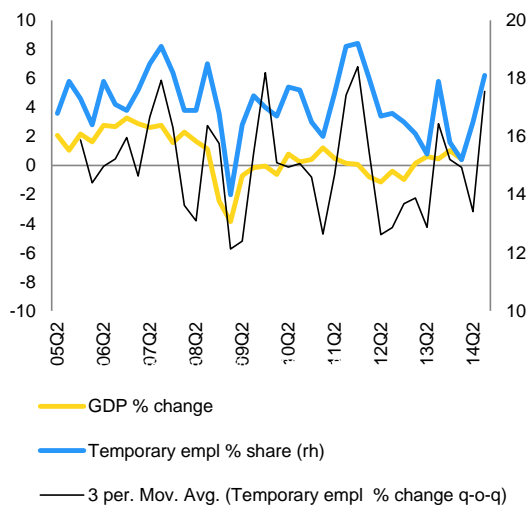 10 20
8
6 18
4
2 16
0
-2 14
-4
-6 12
-8
-10 10
05Q2 06Q2 07Q2 08Q2 09Q2 10Q2 11Q2 12Q2 13Q2 14Q2
GDP % change
Temporary empl % share (rh)
3 per. Mov. Avg. (Temporary empl % change q-o-q)